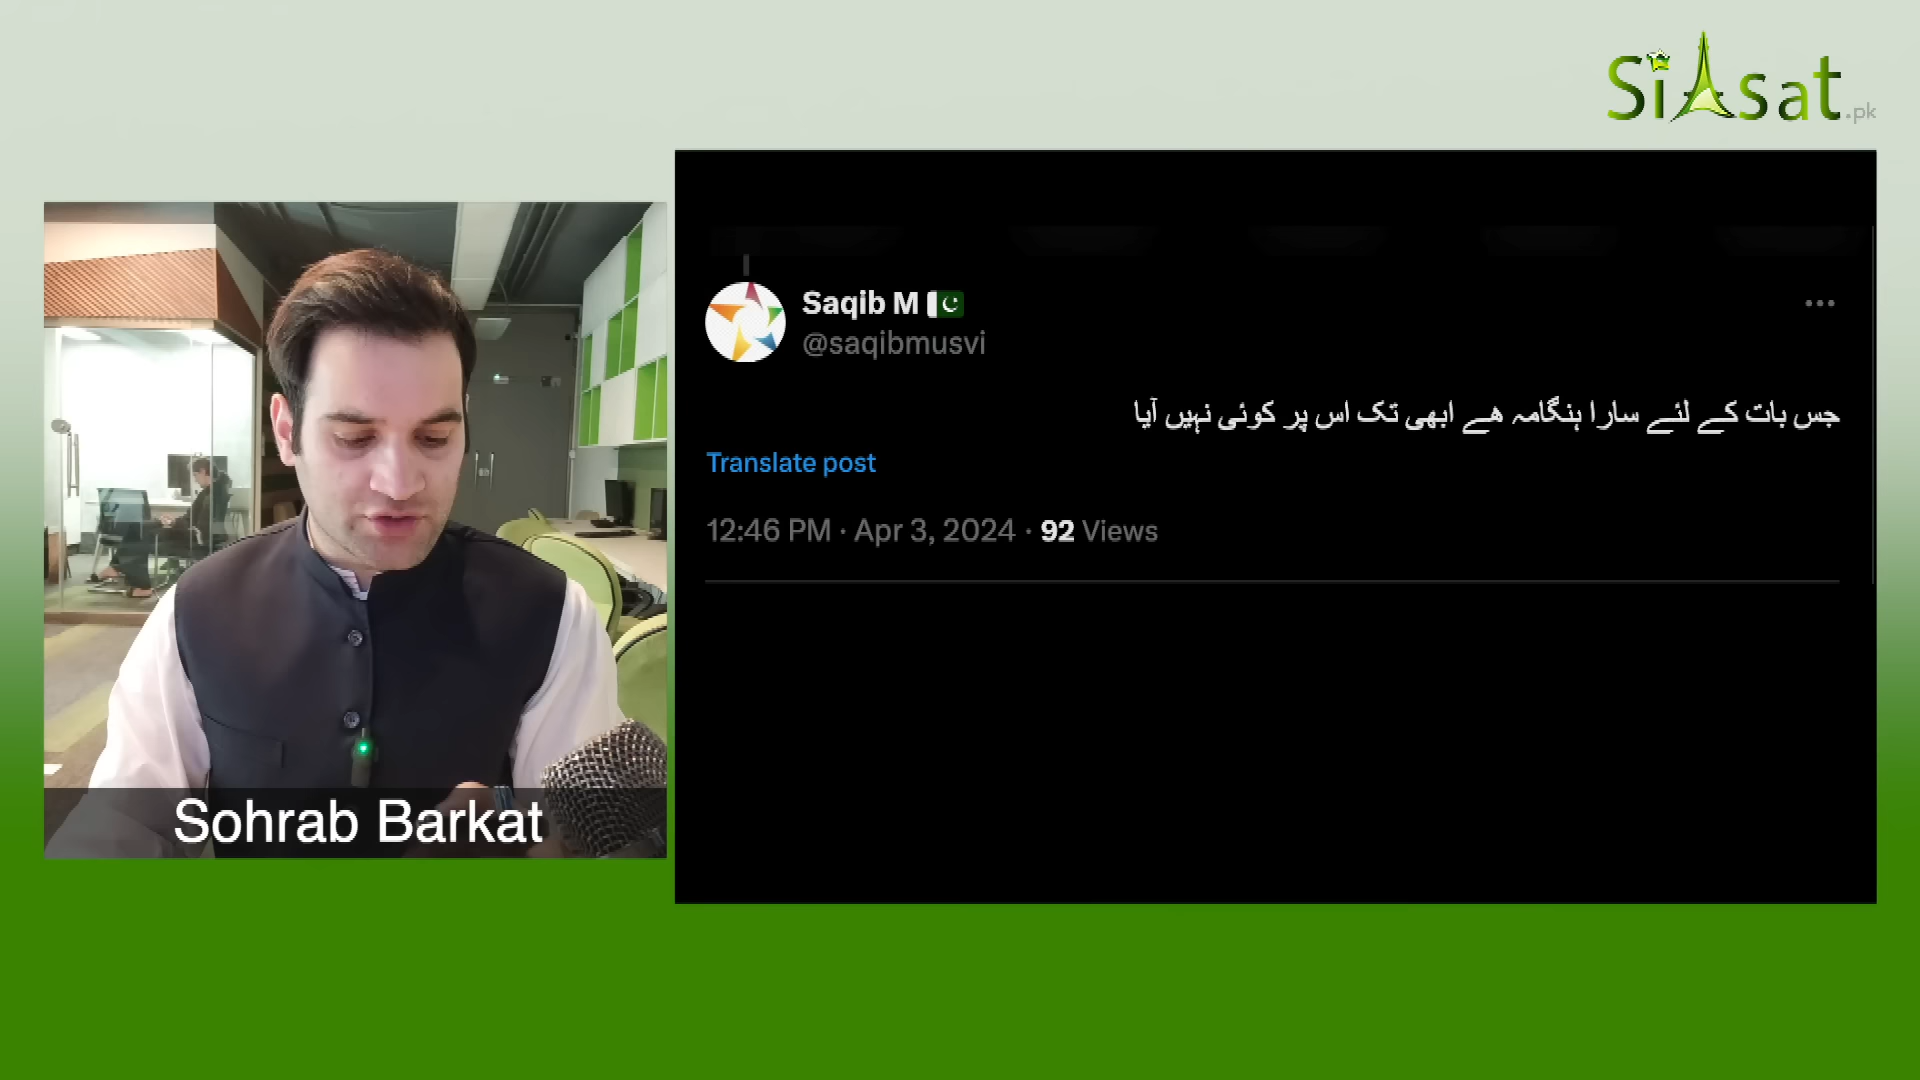 SiAsat.pk
Saqib M 🇵🇰
@saqibmusvi
جس بات کے لئے سارا ہنگامہ ھے ابھی تک اس پر کوئی نہیں آیا
Translate post
12:46 PM · Apr 3, 2024 · 92 Views
Sohrab Barkat